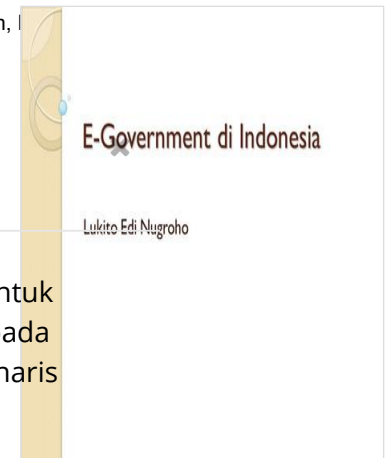 E-Government di Indonesia
Lukito Edi Nugroho
ntuk
ada
naris